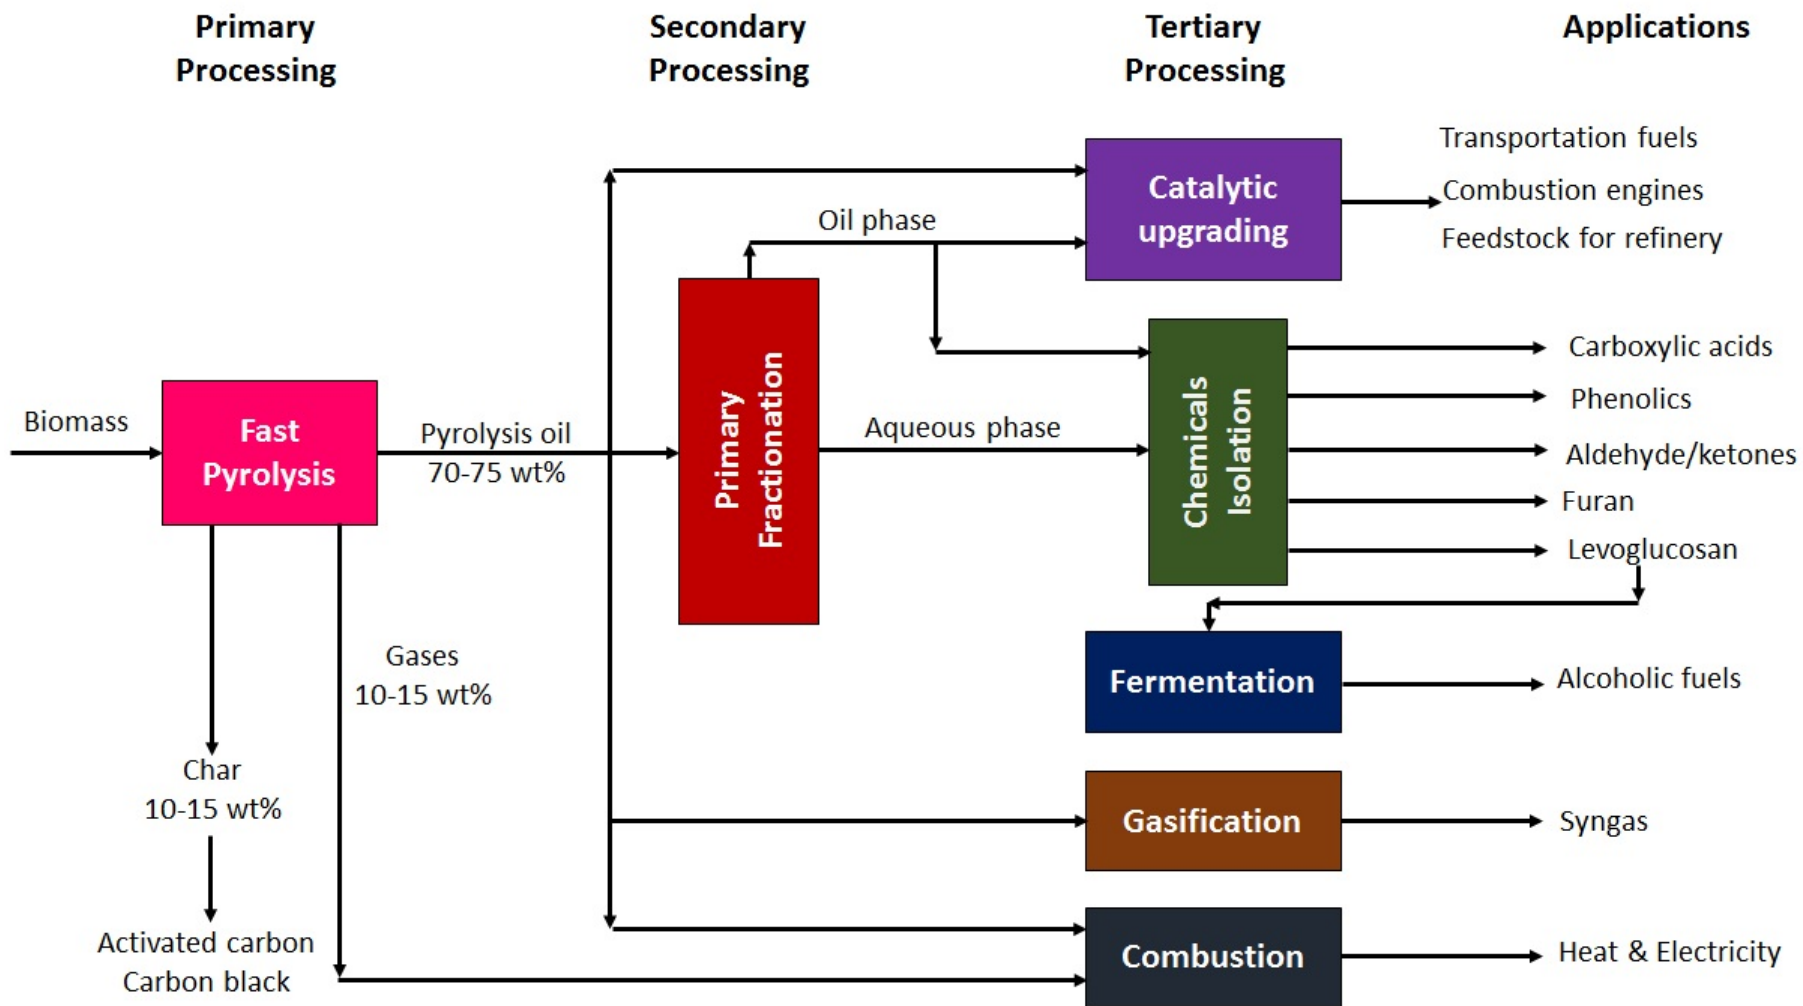 Primary
Processing
Secondary
Processing
Tertiary
Processing
Applications
Biomass
Fast
Pyrolysis
Pyrolysis oil
70-75 wt%
Gases
10-15 wt%
Char
10-15 wt%
Activated carbon
Carbon black
Primary
Fractionation
Oil phase
Aqueous phase
Catalytic
upgrading
Transportation fuels
Combustion engines
Feedstock for refinery
Chemicals
Isolation
Carboxylic acids
Phenolics
Aldehyde/ketones
Furan
Levoglucosan
Fermentation
Alcoholic fuels
Gasification
Syngas
Combustion
Heat & Electricity